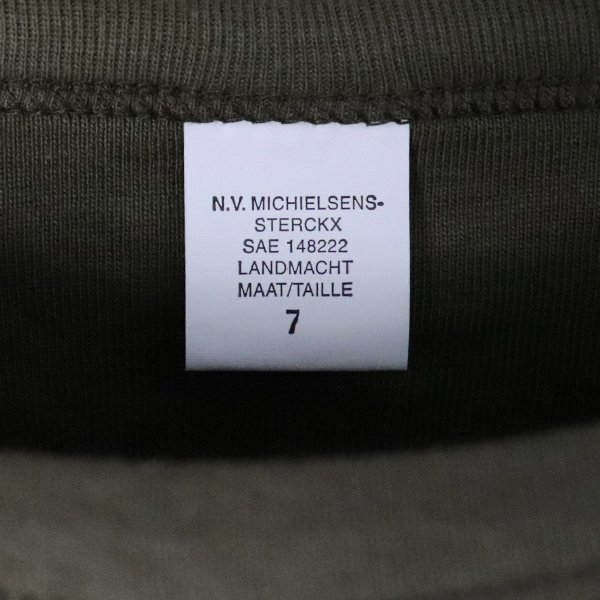 N.V. MICHIELSENS-
STERCKX
SAE 148222
LANDMACHT
MAAT/TAILLE
7